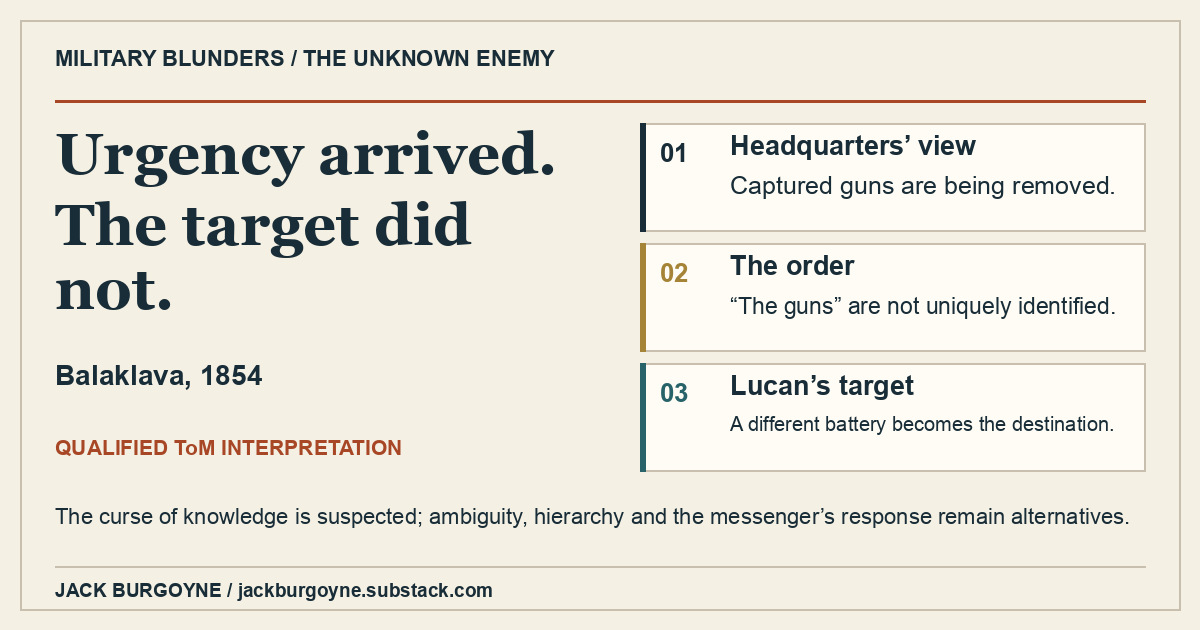 MILITARY BLUNDERS / THE UNKNOWN ENEMY
Urgency arrived.
The target did
not.
Balaklava, 1854
QUALIFIED ToM INTERPRETATION
01
Headquarters’ view
Captured guns are being removed.
02
The order
“The guns” are not uniquely identified.
03
Lucan’s target
A different battery becomes the destination.
The curse of knowledge is suspected; ambiguity, hierarchy and the messenger’s response remain alternatives.
JACK BURGOYNE / jackburgoyne.substack.com